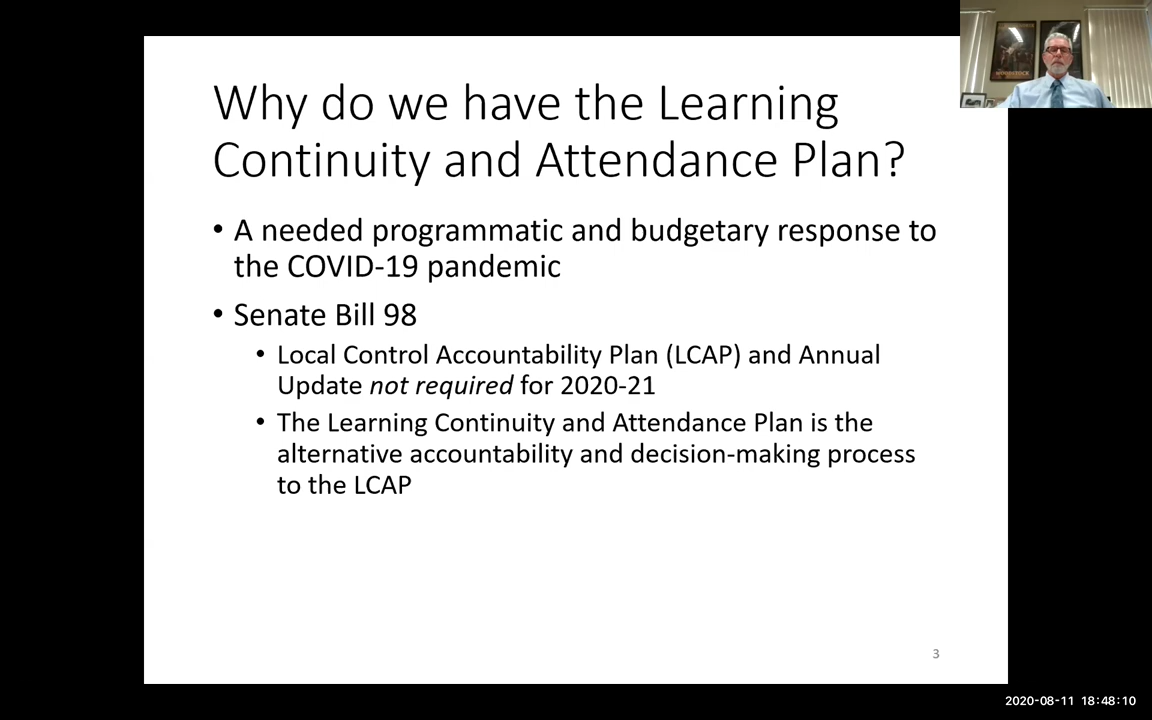 Why do we have the Learning
Continuity and Attendance Plan?
• A needed programmatic and budgetary response to
the COVID-19 pandemic
• Senate Bill 98
• Local Control Accountability Plan (LCAP) and Annual
Update not required for 2020-21
• The Learning Continuity and Attendance Plan is the
alternative accountability and decision-making process
to the LCAP
3
WOODSTOCK
2020-08-11 18:48:10